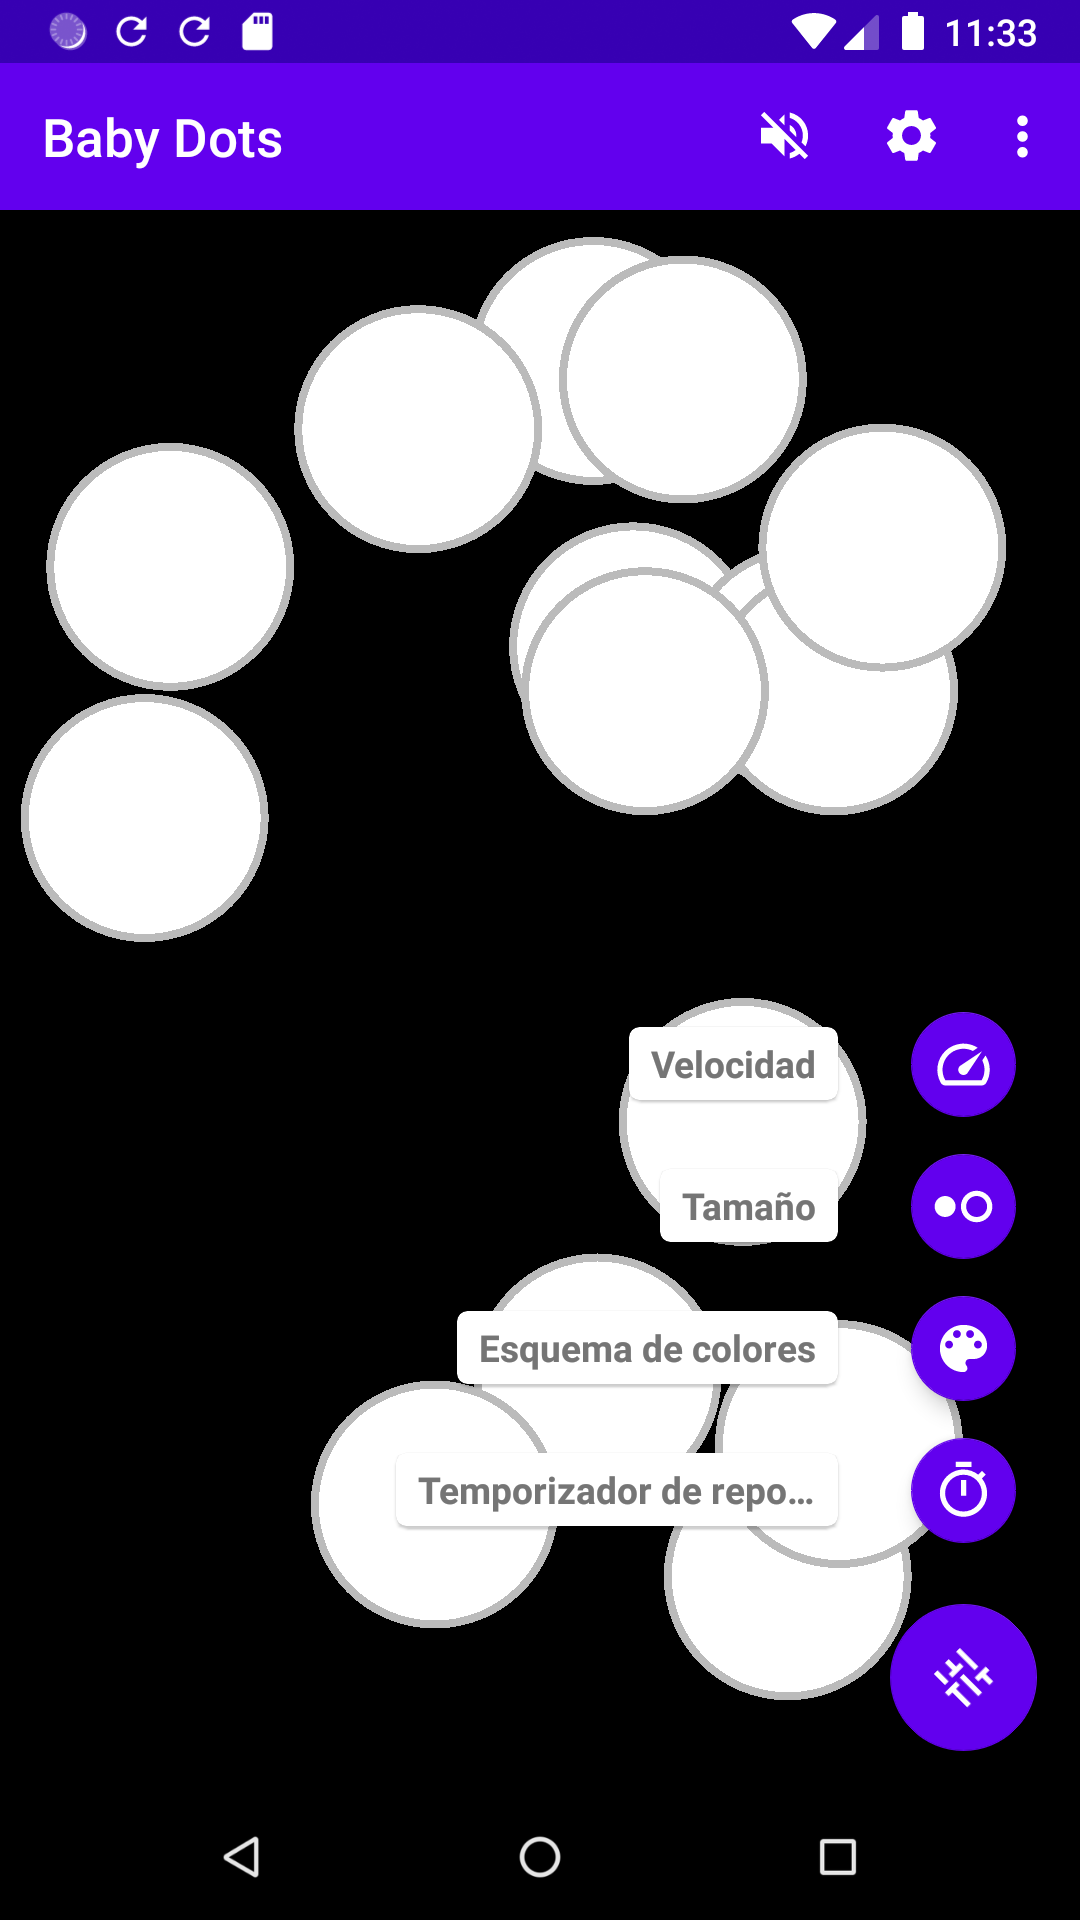 11:33
Baby Dots
Velocidad
Tamaño
Esquema de colores
Temporizador de repo...